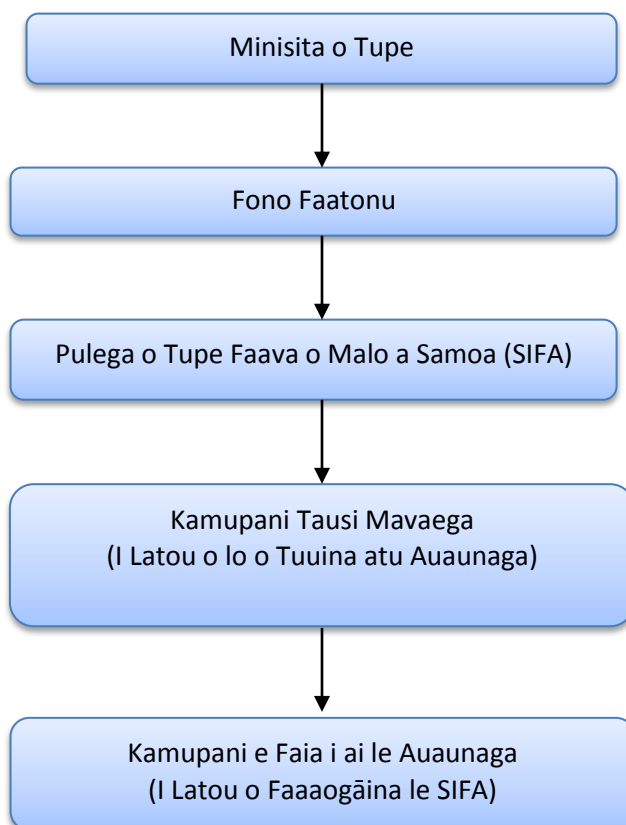 Minisita o Tupe
Fono Faatonu
Pulega o Tupe Faava o Malo a Samoa (SIFA)
Kamupani Tausi Mavaega
(I Latou o lo o Tuuina atu Auaunaga)
Kamupani e Faia i ai le Auaunaga
(I Latou o Faaaogāina le SIFA)